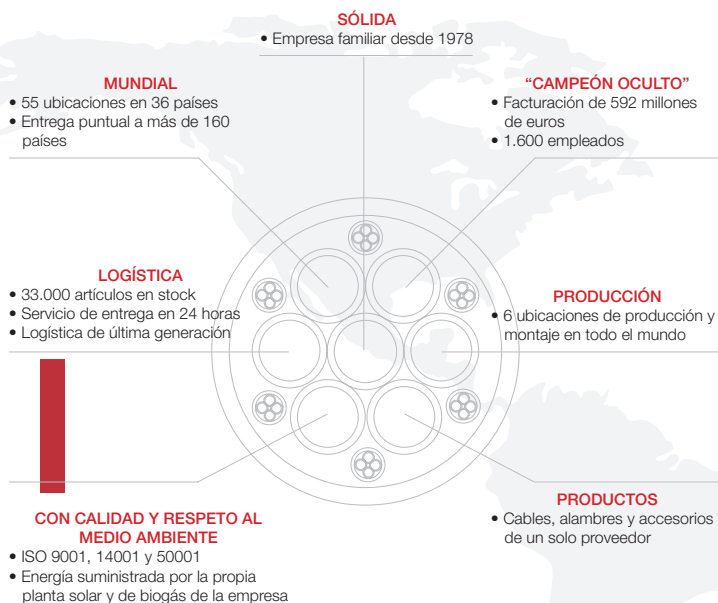 SÓLIDA
• Empresa familiar desde 1978
MUNDIAL
• 55 ubicaciones en 36 países
• Entrega puntual a más de 160
países
“CAMPEÓN OCULTO”
• Facturación de 592 millones
de euros
• 1.600 empleados
LOGÍSTICA
• 33.000 artículos en stock
• Servicio de entrega en 24 horas
• Logística de última generación
PRODUCCIÓN
• 6 ubicaciones de producción y
montaje en todo el mundo
CON CALIDAD Y RESPETO AL
MEDIO AMBIENTE
• ISO 9001, 14001 y 50001
• Energía suministrada por la propia
planta solar y de biogás de la empresa
PRODUCTOS
• Cables, alambres y accesorios
de un solo proveedor